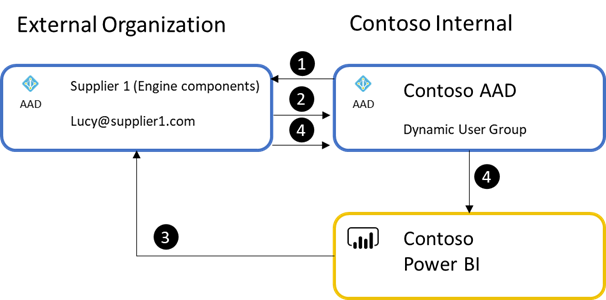 External Organization
Contoso Internal
1
AAD
Supplier 1 (Engine components)
Lucy@supplier1.com
2
4
AAD
Contoso AAD
Dynamic User Group
4
3
Contoso
Power BI